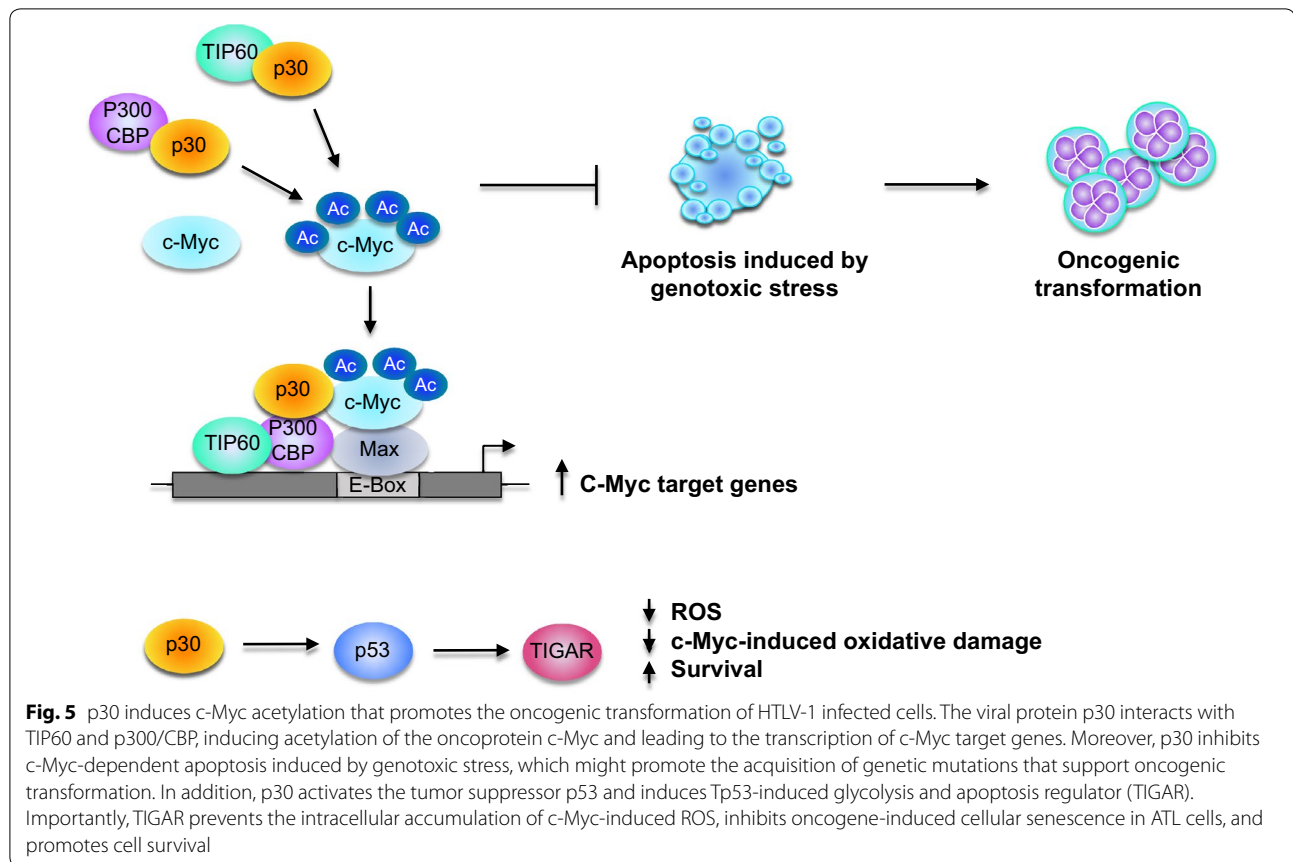 TIP60
p30
P300
CBP
p30
c-Myc
Ac
Ac
Ac
Ac
c-Myc
Apoptosis induced by
genotoxic stress
Oncogenic
transformation
Ac
Ac
Ac
p30
c-Myc
TIP60
P300
CBP
Max
E-Box
C-Myc target genes
p30
p53
TIGAR
ROS
c-Myc-induced oxidative damage
Survival
Fig. 5 p30 induces c-Myc acetylation that promotes the oncogenic transformation of HTLV-1 infected cells. The viral protein p30 interacts with
TIP60 and p300/CBP, inducing acetylation of the oncoprotein c-Myc and leading to the transcription of c-Myc target genes. Moreover, p30 inhibits
c-Myc-dependent apoptosis induced by genotoxic stress, which might promote the acquisition of genetic mutations that support oncogenic
transformation. In addition, p30 activates the tumor suppressor p53 and induces Tp53-induced glycolysis and apoptosis regulator (TIGAR).
Importantly, TIGAR prevents the intracellular accumulation of c-Myc-induced ROS, inhibits oncogene-induced cellular senescence in ATL cells, and
promotes cell survival